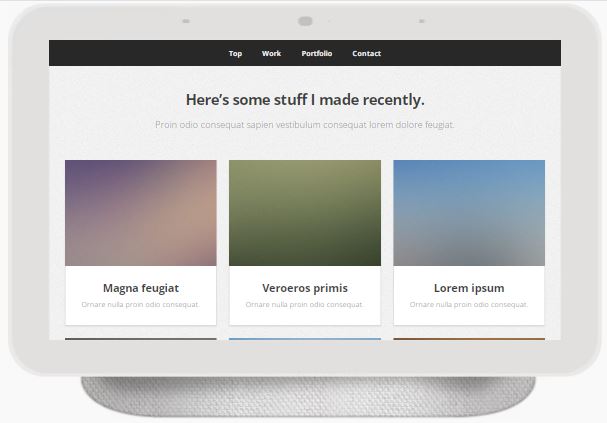 Top Work Portfolio Contact
Here's some stuff I made recently.
Proin odio consequat sapien vestibulum consequat lorem dolore feugiat.
Magna feugiat Veroeros primis Lorem ipsum
Ornare nulla proin odio consequat. Ornare nulla proin odio consequat. Ornare nulla proin odio consequat.